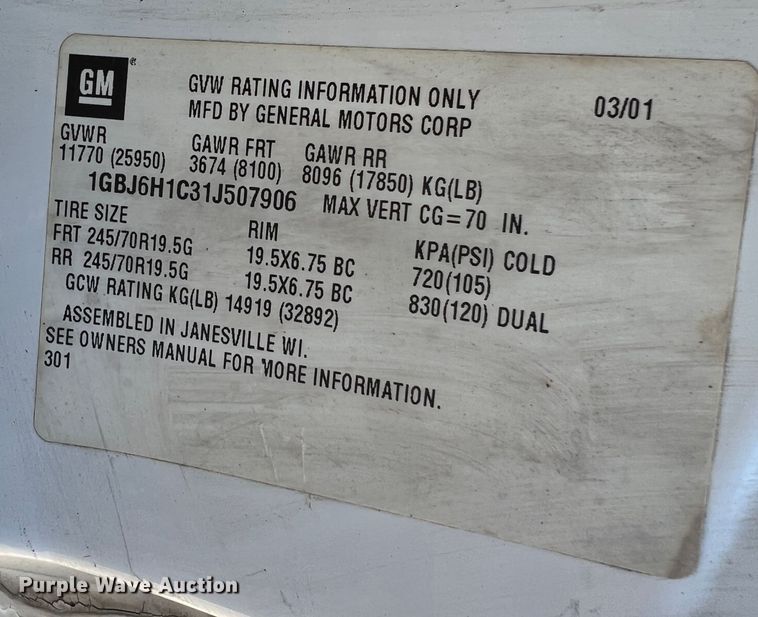 GM®
GVW RATING INFORMATION ONLY 03/01
MFD BY GENERAL MOTORS CORP
GVWR GAWR FRT GAWR RR
11770 (25950) 3674 (8100) 8096 (17850) KG(LB)
1GBJ6H1C31J507906 MAX VERT CG=70 IN.
TIRE SIZE RIM KPA(PSI) COLD
FRT 245/70R19.5G 19.5X6.75 BC 720(105)
RR 245/70R19.5G 19.5X6.75 BC 830(120) DUAL
GCW RATING KG(LB) 14919 (32892)
ASSEMBLED IN JANESVILLE WI.
SEE OWNERS MANUAL FOR MORE INFORMATION.
301
Purple Wave Auction